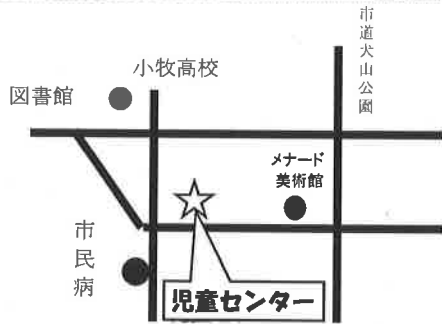 市道犬山公園
小牧高校
図書館
メナード
美術館
市民病
児童センター